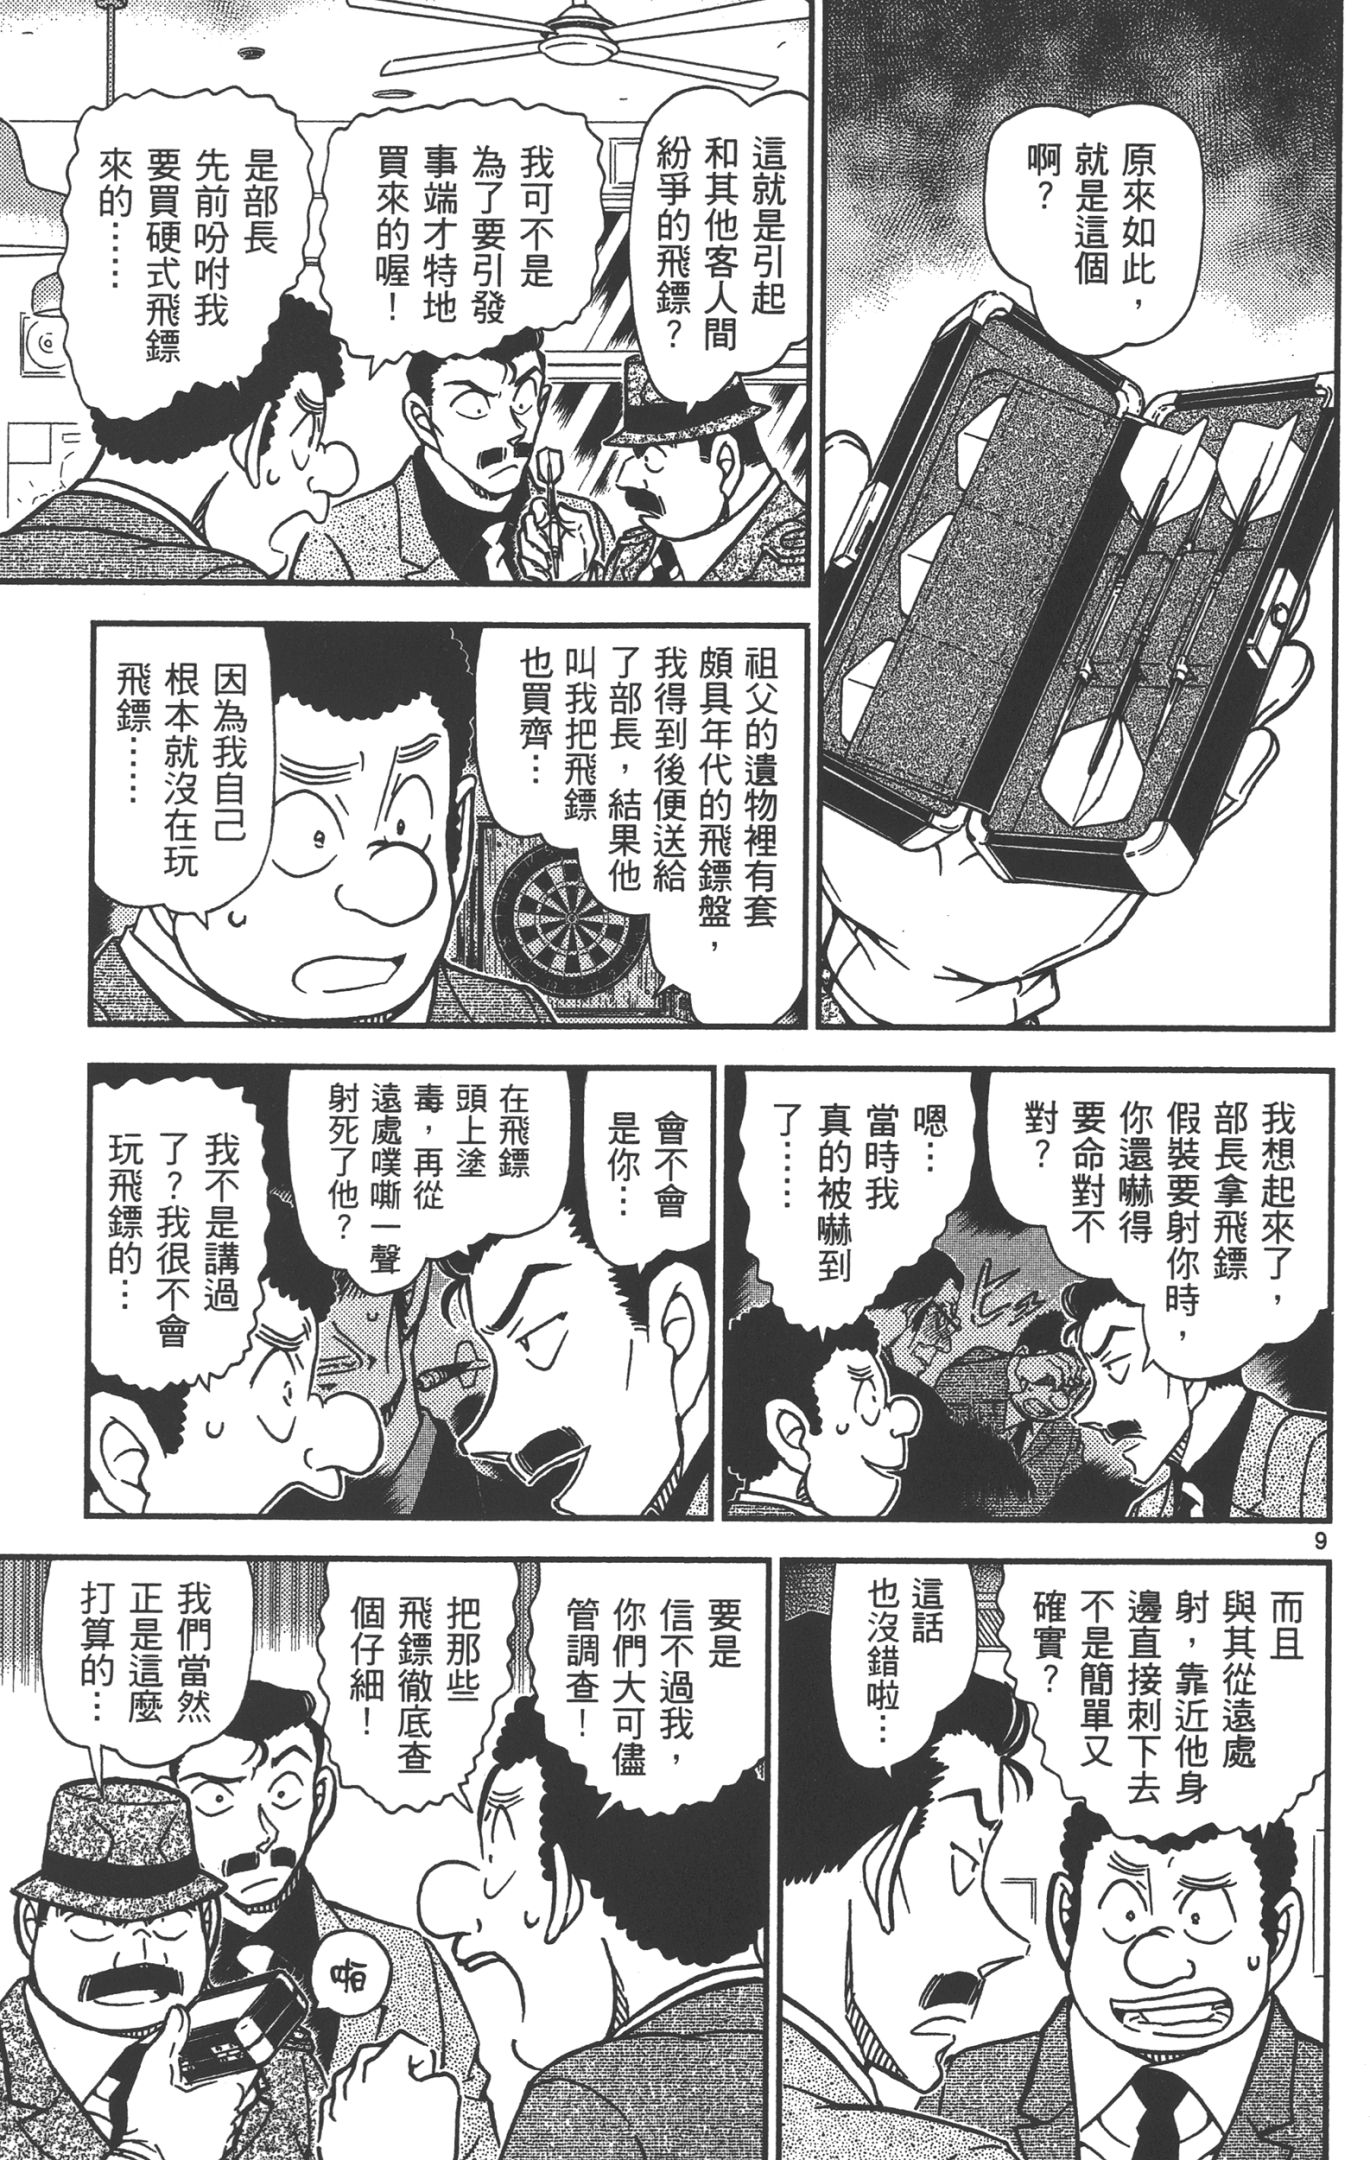 原來如此，
就是這個
啊？
這就是引起
和其他客人間
紛爭的飛鏢？
我可不是
為了要引發
事端才特地
買來的喔！
是部長
先前吩咐我
要買硬式飛鏢
來的……
祖父的遺物裡有套
頗具年代的飛鏢盤，
我得到後便送給
了部長，結果他
叫我把飛鏢
也買齊…
因為我自己
根本就沒在玩
飛鏢……
我想起來了，
部長拿飛鏢
假裝要射你時，
你還嚇得
要命對不
對？
嗯…
當時我
真的被嚇到
了……
ヒュ
會不會
是你…
在飛鏢
頭上塗
毒，再從
遠處噗嘶一聲
射死了他？
我不是講過
了？我很不會
玩飛鏢的…
9
而且
與其從遠處
射，靠近他身
邊直接刺下去
不是簡單又
確實？
這話
也沒錯啦…
要是
信不過我，
你們大可儘
管調查！
把那些
飛鏢徹底查
個仔細！
我們當然
正是這麼
打算的…